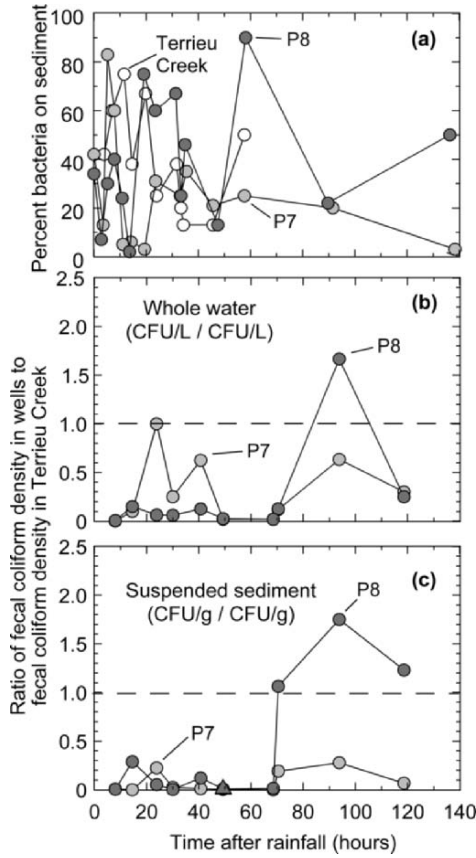 Percent bacteria on sediment
100
80
60
40
20
0
Terrieu
Creek
P8
P7
(a)
Ratio of fecal coliform density in wells to
fecal coliform density in Terrieu Creek
2.5
2.0
1.5
1.0
0.5
0
Whole water
(CFU/L / CFU/L)
P8
P7
(b)
2.5
2.0
1.5
1.0
0.5
0
Suspended sediment
(CFU/g / CFU/g)
P8
P7
(c)
0 20 40 60 80 100 120 140
Time after rainfall (hours)